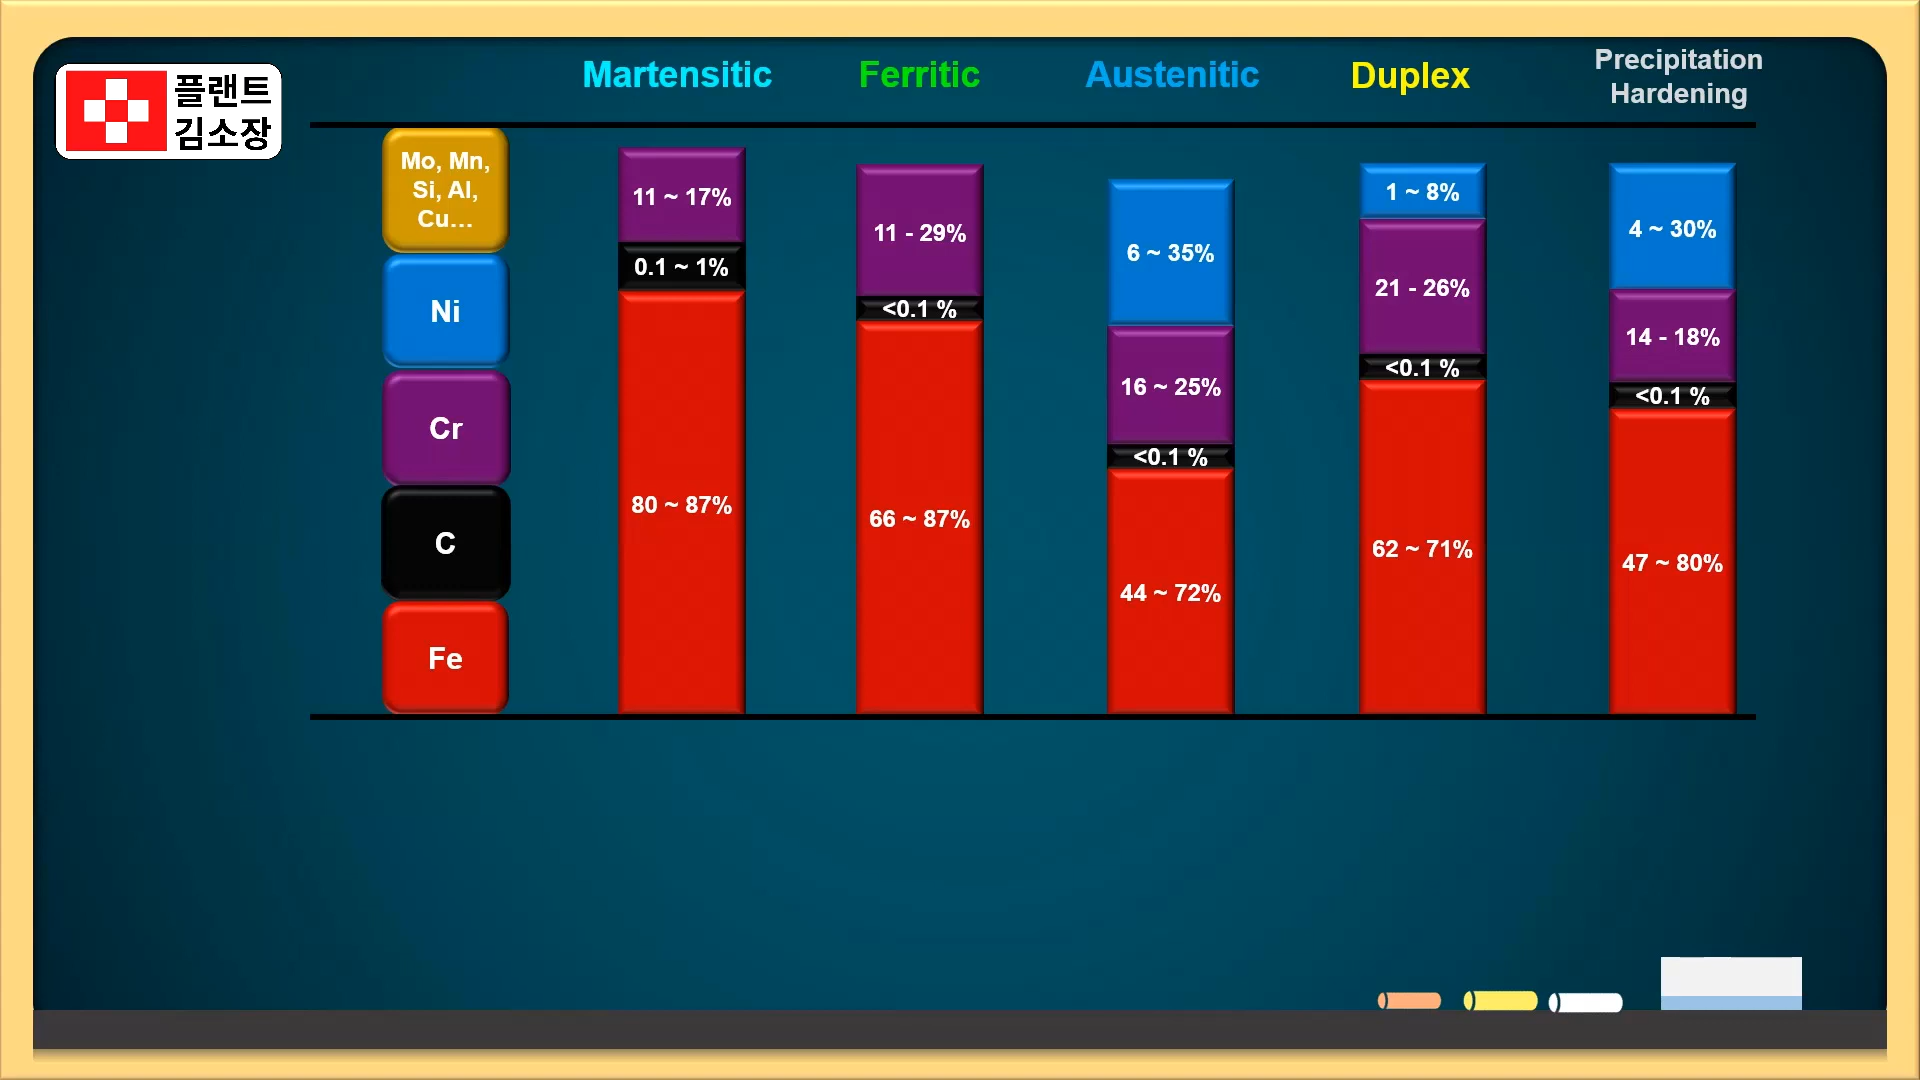 플랜트
김소장
Martensitic
Ferritic
Austenitic
Duplex
Precipitation
Hardening
Mo, Mn,
Si, Al,
Cu...
Ni
Cr
C
Fe
11 ~ 17%
0.1 ~ 1%
80 ~ 87%
11 - 29%
<0.1 %
66 ~ 87%
6 ~ 35%
16 ~ 25%
<0.1 %
44 ~ 72%
1 ~ 8%
21 - 26%
<0.1 %
62 ~ 71%
4 ~ 30%
14 - 18%
<0.1 %
47 ~ 80%